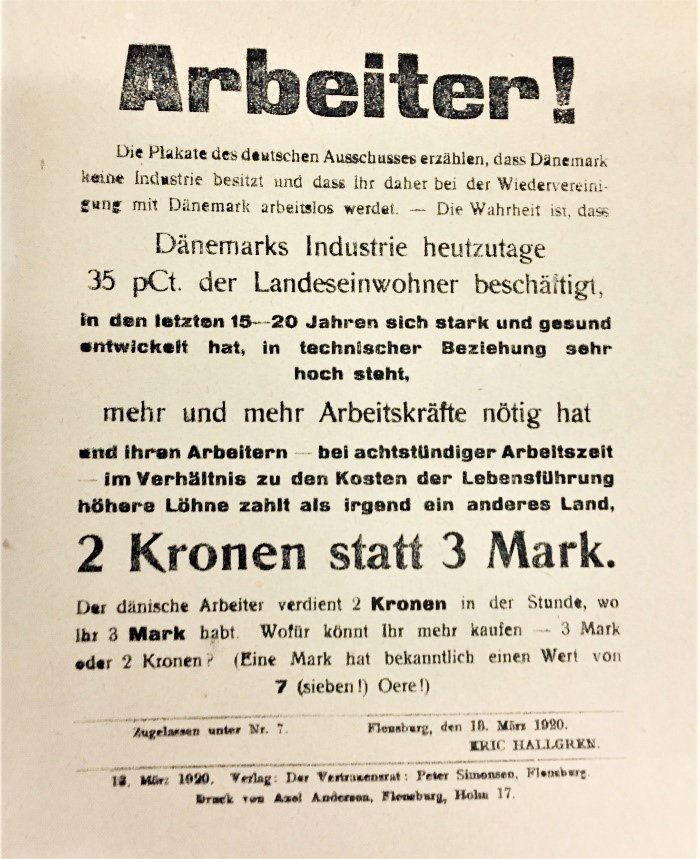 Arbeiter!
Die Plakate des deutschen Ausschusses erzählen, dass Dänemark
keine Industrie besitzt und dass Ihr daher bei der Wiedervereini-
gung mit Dänemark arbeitslos werdet. — Die Wahrheit ist, dass
Dänemarks Industrie heutzutage
35 pCt. der Landeseinwohner beschäftigt,
in den letzten 15—20 Jahren sich stark und gesund
entwickelt hat, in technischer Beziehung sehr
hoch steht,
mehr und mehr Arbeitskräfte nötig hat
und ihren Arbeitern — bei achtstündiger Arbeitszeit
— im Verhältnis zu den Kosten der Lebensführung
höhere Löhne zahlt als irgend ein anderes Land,
2 Kronen statt 3 Mark.
Der dänische Arbeiter verdient 2 Kronen in der Stunde, wo
Ihr 3 Mark habt. Wofür könnt Ihr mehr kaufen — 3 Mark
oder 2 Kronen? (Eine Mark hat bekanntlich einen Wert von
7 (sieben!) Oere!)
Zugelassen unter Nr. 7. Flensburg, den 18. März 1920.
ERIC HALLGREN.
18. März 1920. Verlag: Der Vertrauensrat: Peter Simonsen, Flensburg.
Druck von Axel Andersen, Flensburg, Holm 17.